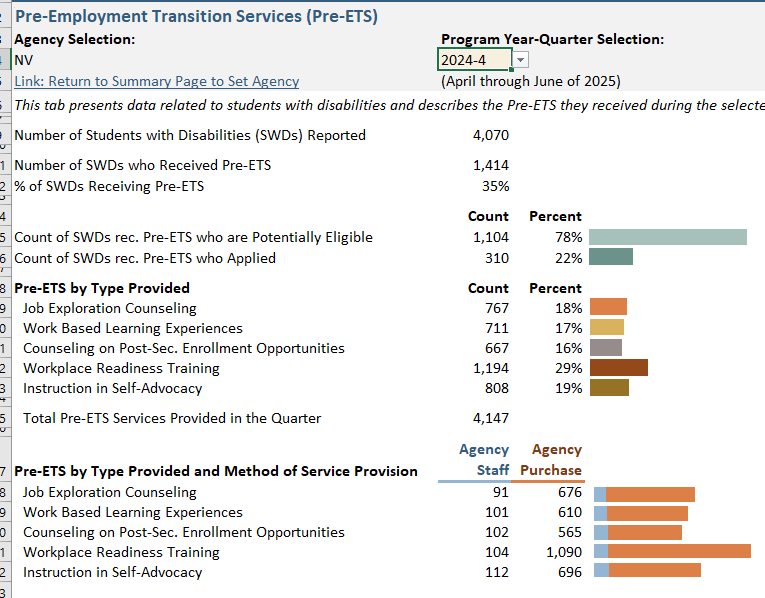 Pre-Employment Transition Services (Pre-ETS)
Agency Selection: Program Year-Quarter Selection:
NV 2024-4
Link: Return to Summary Page to Set Agency (April through June of 2025)
This tab presents data related to students with disabilities and describes the Pre-ETS they received during the
Number of Students with Disabilities (SWDs) Reported 4,070
Number of SWDs who Received Pre-ETS 1,414
% of SWDs Receiving Pre-ETS 35%
Count Percent
Count of SWDs rec. Pre-ETS who are Potentially Eligible 1,104 78%
Count of SWDs rec. Pre-ETS who Applied 310 22%
Pre-ETS by Type Provided Count Percent
Job Exploration Counseling 767 18%
Work Based Learning Experiences 711 17%
Counseling on Post-Sec. Enrollment Opportunities 667 16%
Workplace Readiness Training 1,194 29%
Instruction in Self-Advocacy 808 19%
Total Pre-ETS Services Provided in the Quarter 4,147
Agency Agency
Pre-ETS by Type Provided and Method of Service Provision Staff Purchase
Job Exploration Counseling 91 676
Work Based Learning Experiences 101 610
Counseling on Post-Sec. Enrollment Opportunities 102 565
Workplace Readiness Training 104 1,090
Instruction in Self-Advocacy 112 696